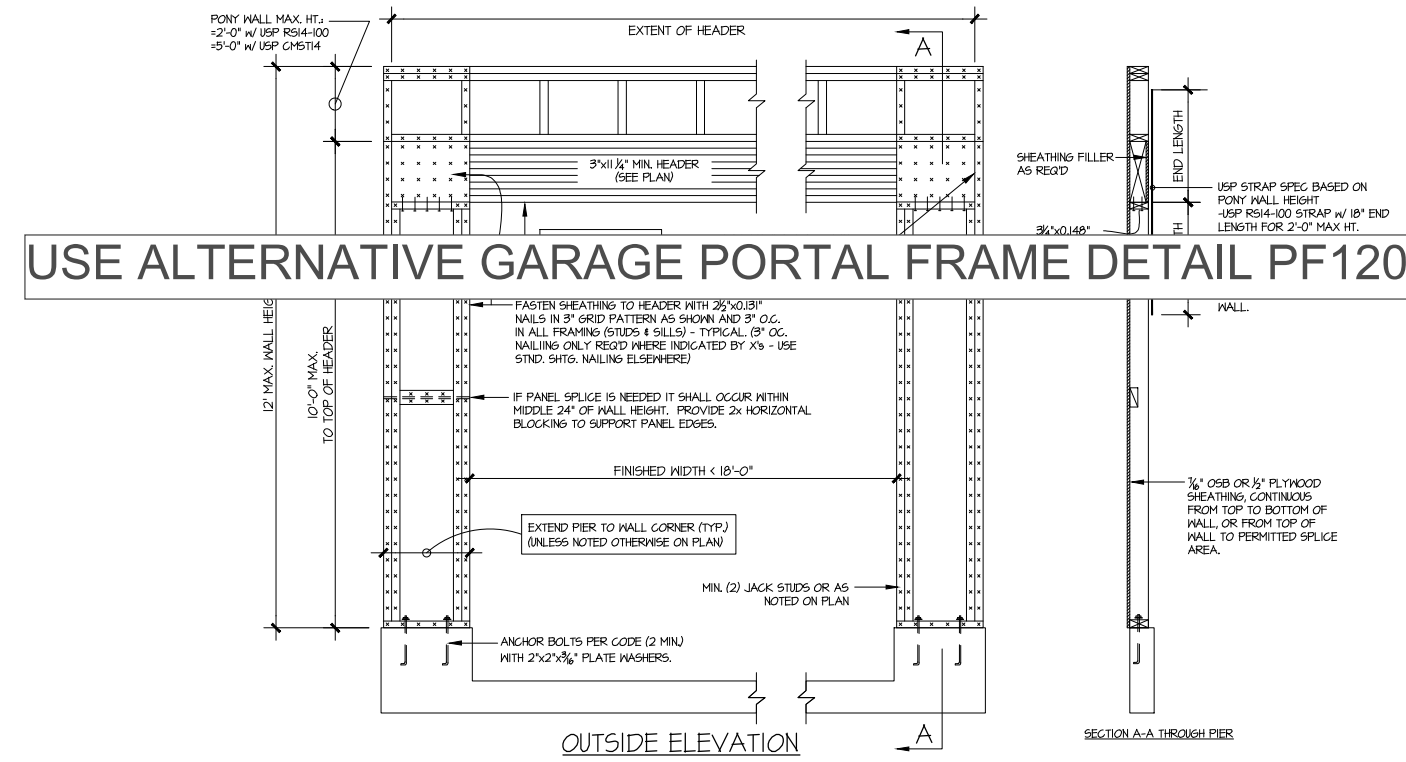 PONY WALL MAX. HT.:
=2'-0" W/ USP RS14-100
=5'-0" W/ USP CMST14
EXTENT OF HEADER
A
3"x11 1/4" MIN. HEADER
(SEE PLAN)
SHEATHING FILLER
AS REQ'D
END LENGTH
USP STRAP SPEC BASED ON
PONY WALL HEIGHT
-USP RS14-100 STRAP W/ 18" END
LENGTH FOR 2'-0" MAX HT.
3 1/4"x0.148"
USE ALTERNATIVE GARAGE PORTAL FRAME DETAIL PF120
WALL.
12' MAX. WALL
10'-0" MAX.
TO TOP OF HEADER
FASTEN SHEATHING TO HEADER WITH 2 1/2"x0.131"
NAILS IN 3" GRID PATTERN AS SHOWN AND 3" O.C.
IN ALL FRAMING (STUDS & SILLS) - TYPICAL. (3" OC.
NAILIING ONLY REQ'D WHERE INDICATED BY X's - USE
STND. SHTG. NAILING ELSEWHERE)
IF PANEL SPLICE IS NEEDED IT SHALL OCCUR WITHIN
MIDDLE 24" OF WALL HEIGHT. PROVIDE 2x HORIZONTAL
BLOCKING TO SUPPORT PANEL EDGES.
FINISHED WIDTH < 18'-0"
7/16" OSB OR 1/2" PLYWOOD
SHEATHING, CONTINUOUS
FROM TOP TO BOTTOM OF
WALL, OR FROM TOP OF
WALL TO PERMITTED SPLICE
AREA.
EXTEND PIER TO WALL CORNER (TYP.)
(UNLESS NOTED OTHERWISE ON PLAN)
MIN. (2) JACK STUDS OR AS
NOTED ON PLAN
ANCHOR BOLTS PER CODE (2 MIN.)
WITH 2"x2"x3/16" PLATE WASHERS.
A
OUTSIDE ELEVATION
SECTION A-A THROUGH PIER